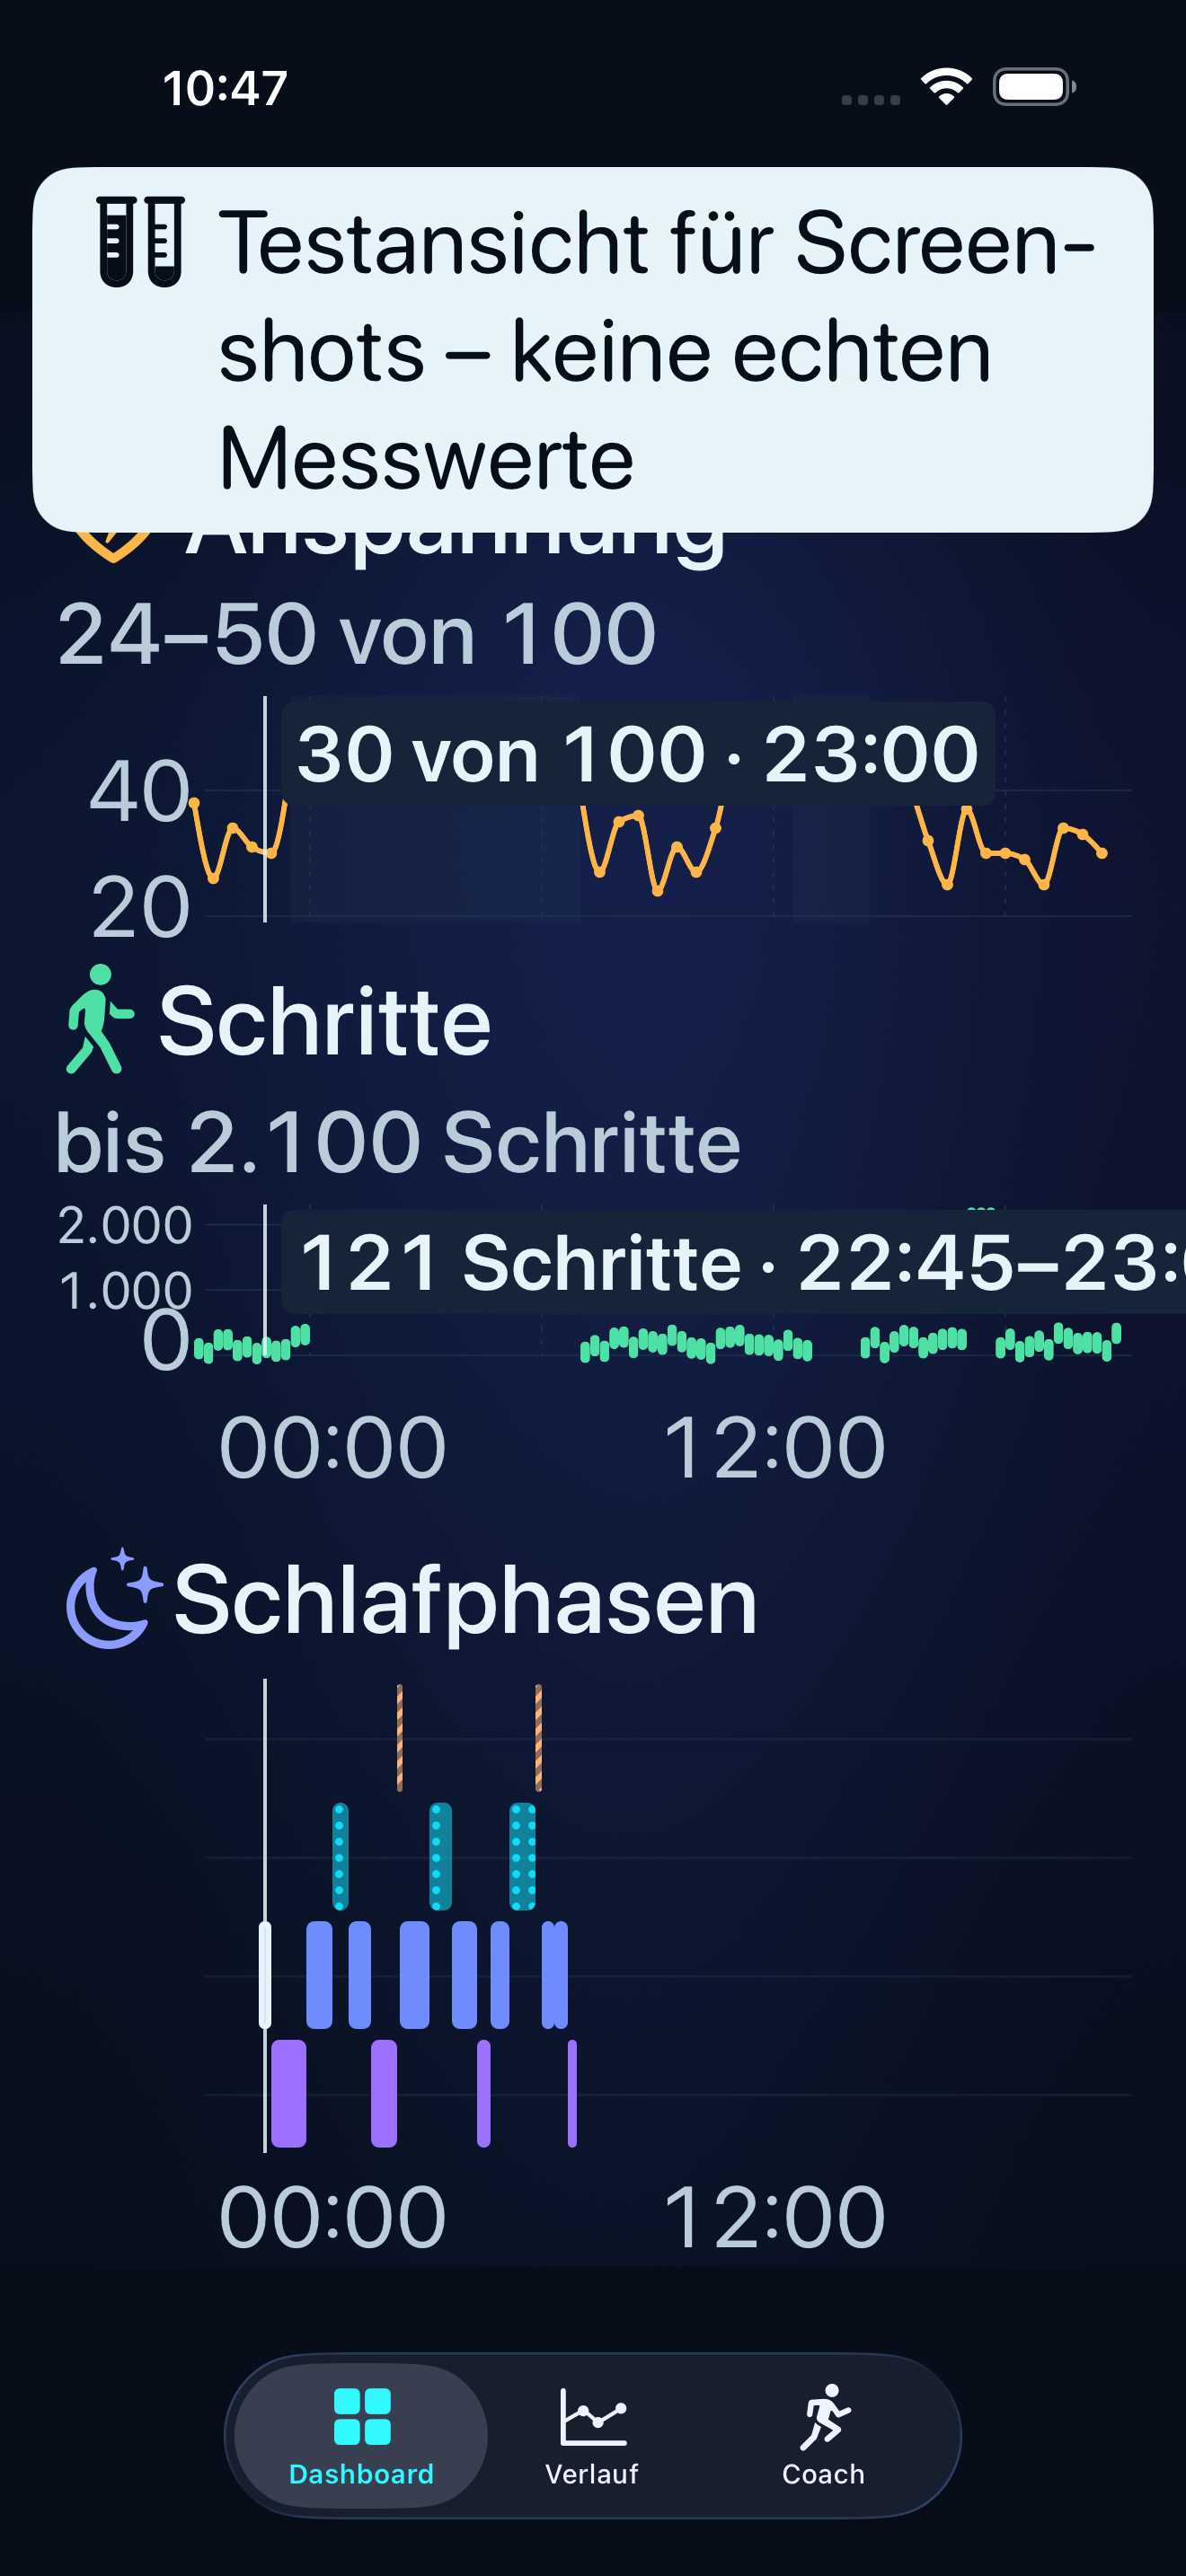 10:47
Testansicht für Screen-
shots – keine echten
Messwerte
Anspannung
24–50 von 100
30 von 100 · 23:00
40
20
Schritte
bis 2.100 Schritte
2.000
121 Schritte · 22:45–23:
1.000
0
00:00 12:00
Schlafphasen
00:00 12:00
Dashboard Verlauf Coach